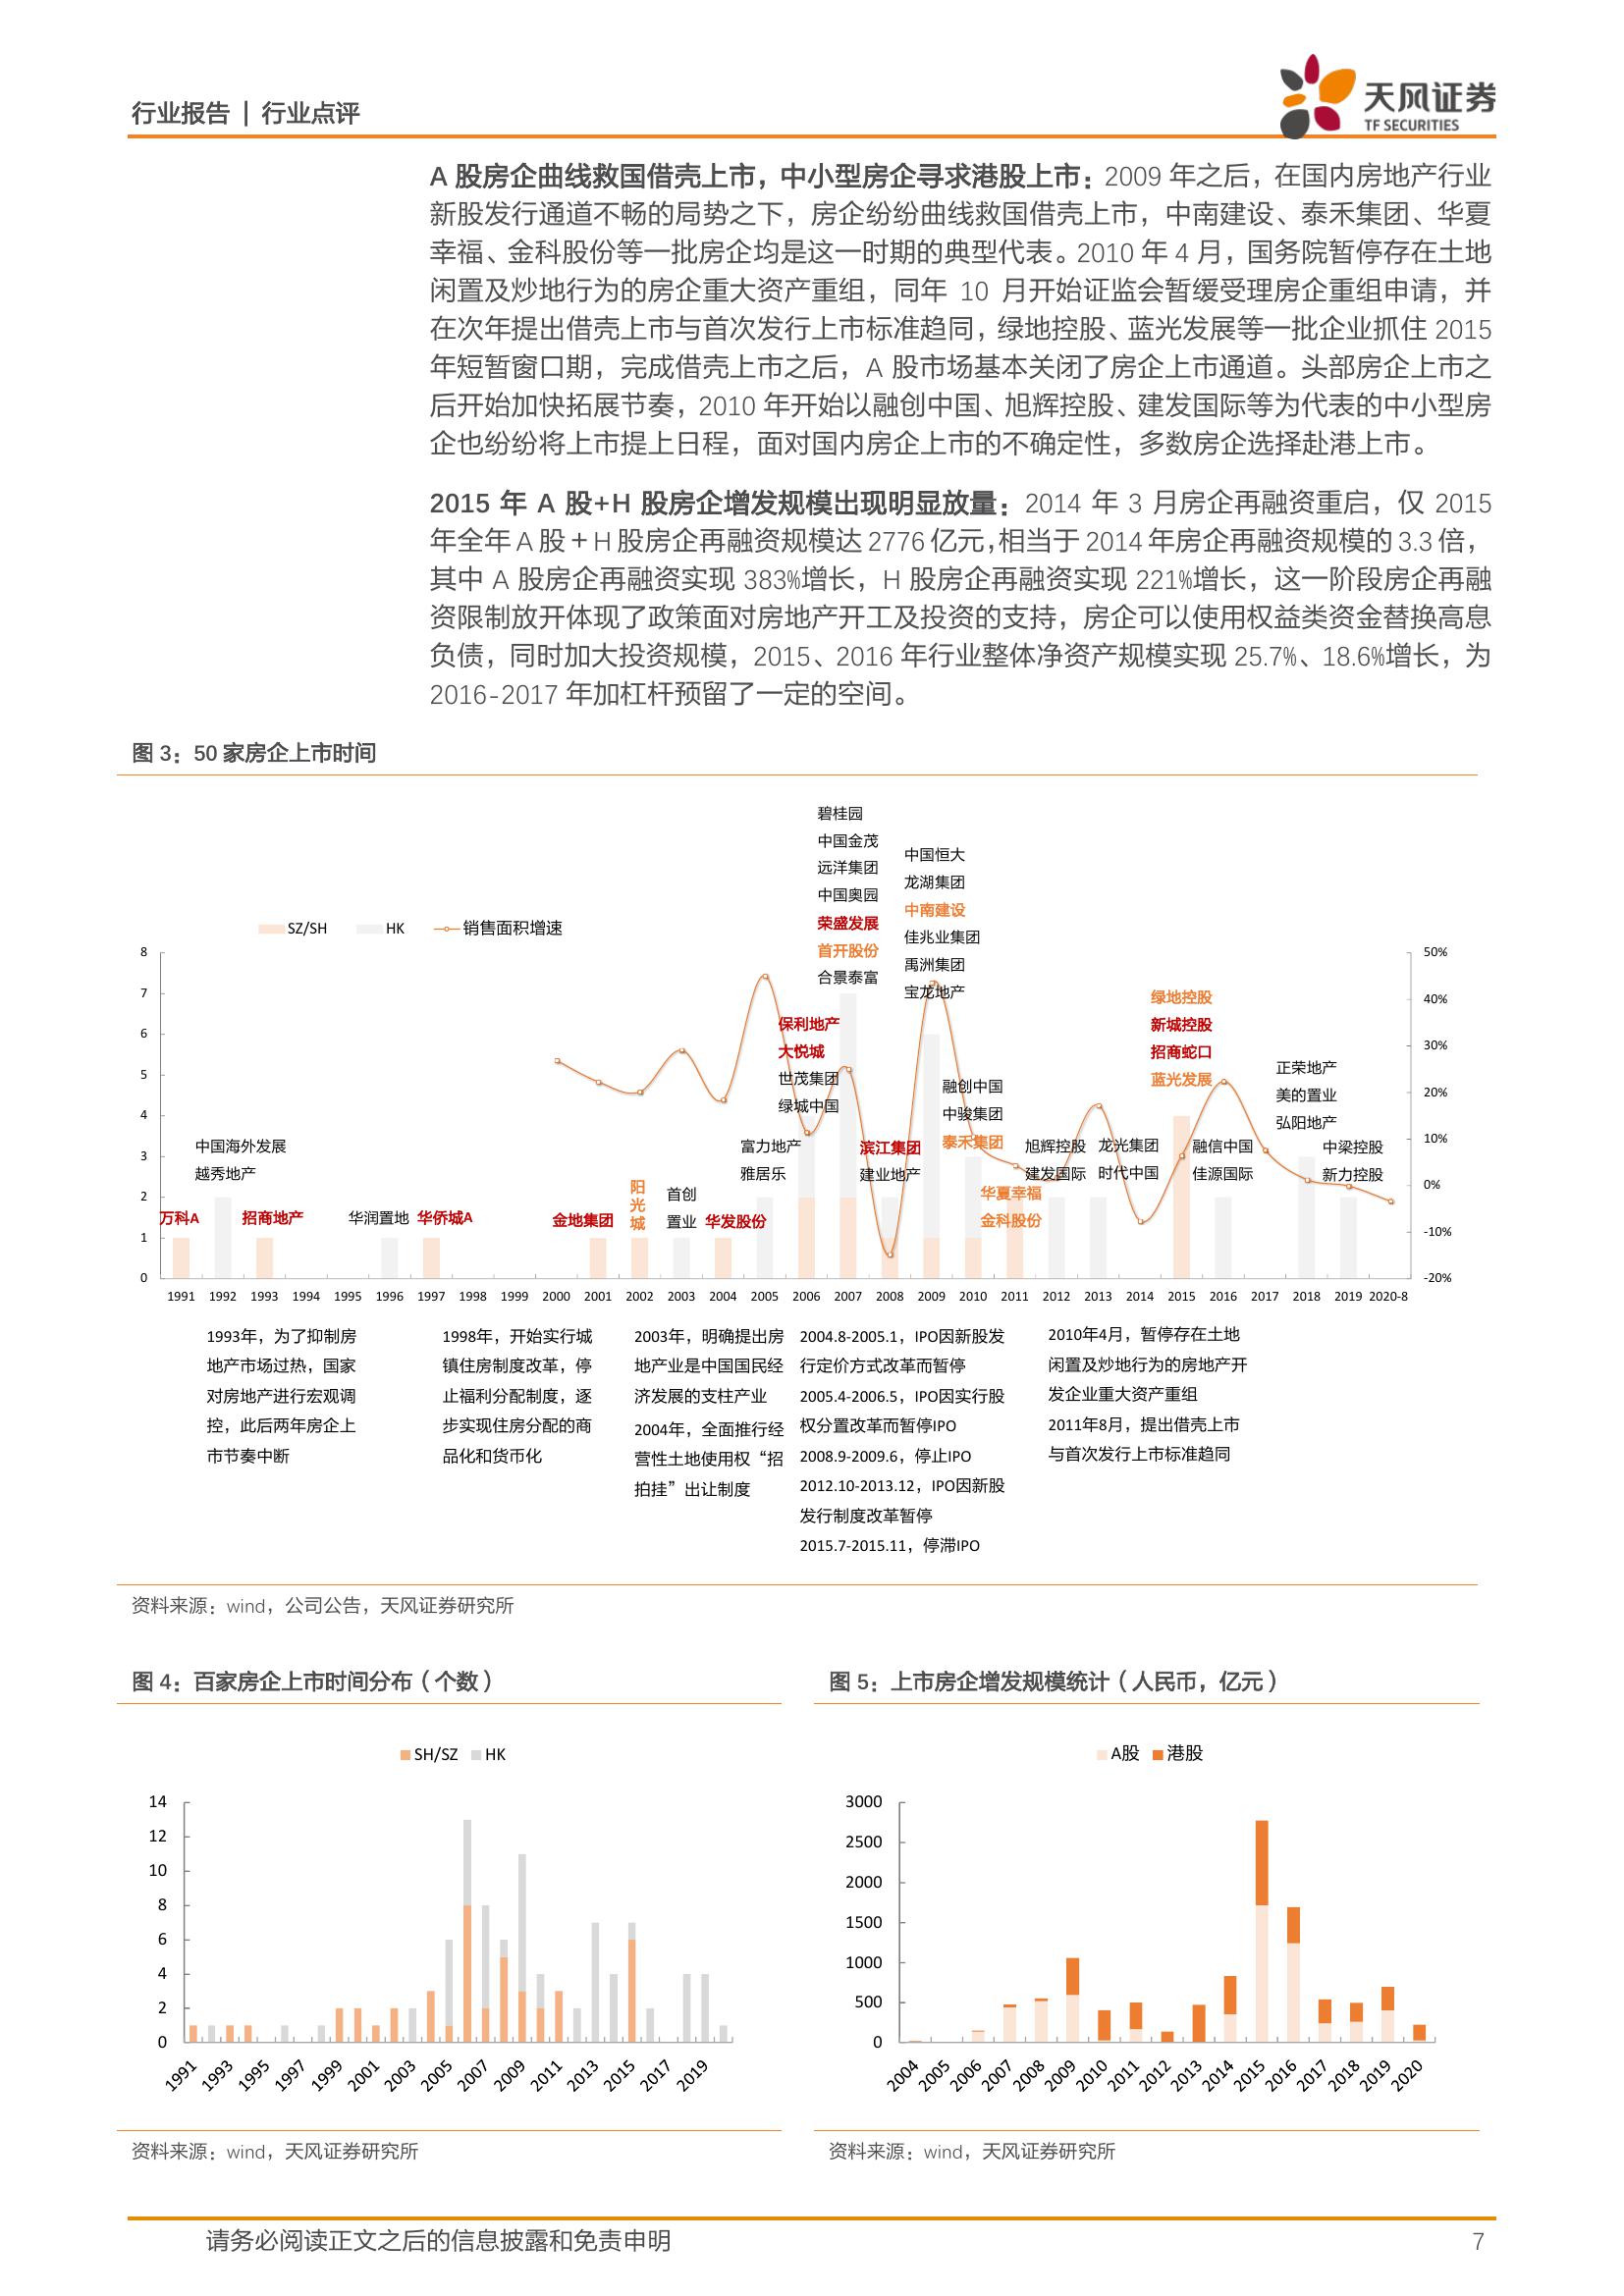 行业报告 | 行业点评
天风证券
TF SECURITIES
A 股房企曲线救国借壳上市，中小型房企寻求港股上市：2009 年之后，在国内房地产行业
新股发行通道不畅的局势之下，房企纷纷曲线救国借壳上市，中南建设、泰禾集团、华夏
幸福、金科股份等一批房企均是这一时期的典型代表。2010 年 4 月，国务院暂停存在土地
闲置及炒地行为的房企重大资产重组，同年 10 月开始证监会暂缓受理房企重组申请，并
在次年提出借壳上市与首次发行上市标准趋同，绿地控股、蓝光发展等一批企业抓住 2015
年短暂窗口期，完成借壳上市之后，A 股市场基本关闭了房企上市通道。头部房企上市之
后开始加快拓展节奏，2010 年开始以融创中国、旭辉控股、建发国际等为代表的中小型房
企也纷纷将上市提上日程，面对国内房企上市的不确定性，多数房企选择赴港上市。
2015 年 A 股+H 股房企增发规模出现明显放量：2014 年 3 月房企再融资重启，仅 2015
年全年 A 股＋H 股房企再融资规模达 2776 亿元，相当于 2014 年房企再融资规模的 3.3 倍，
其中 A 股房企再融资实现 383%增长，H 股房企再融资实现 221%增长，这一阶段房企再融
资限制放开体现了政策面对房地产开工及投资的支持，房企可以使用权益类资金替换高息
负债，同时加大投资规模，2015、2016 年行业整体净资产规模实现 25.7%、18.6%增长，为
2016-2017 年加杠杆预留了一定的空间。
图 3：50 家房企上市时间
SZ/SH HK 销售面积增速
8
7
6
5
4
3
2
1
0
50%
40%
30%
20%
10%
0%
-10%
-20%
万科A
中国海外发展
越秀地产
招商地产
华润置地
华侨城A
金地集团
阳
光
城
首创
置业
华发股份
富力地产
雅居乐
保利地产
大悦城
世茂集团
绿城中国
碧桂园
中国金茂
远洋集团
中国奥园
荣盛发展
首开股份
合景泰富
滨江集团
建业地产
中国恒大
龙湖集团
中南建设
佳兆业集团
禹洲集团
宝龙地产
融创中国
中骏集团
泰禾集团
华夏幸福
金科股份
旭辉控股
建发国际
龙光集团
时代中国
绿地控股
新城控股
招商蛇口
蓝光发展
融信中国
佳源国际
正荣地产
美的置业
弘阳地产
中梁控股
新力控股
1991 1992 1993 1994 1995 1996 1997 1998 1999 2000 2001 2002 2003 2004 2005 2006 2007 2008 2009 2010 2011 2012 2013 2014 2015 2016 2017 2018 2019 2020-8
1993年，为了抑制房
地产市场过热，国家
对房地产进行宏观调
控，此后两年房企上
市节奏中断
1998年，开始实行城
镇住房制度改革，停
止福利分配制度，逐
步实现住房分配的商
品化和货币化
2003年，明确提出房
地产业是中国国民经
济发展的支柱产业
2004年，全面推行经
营性土地使用权“招
拍挂”出让制度
2004.8-2005.1，IPO因新股发
行定价方式改革而暂停
2005.4-2006.5，IPO因实行股
权分置改革而暂停IPO
2008.9-2009.6，停止IPO
2012.10-2013.12，IPO因新股
发行制度改革暂停
2015.7-2015.11，停滞IPO
2010年4月，暂停存在土地
闲置及炒地行为的房地产开
发企业重大资产重组
2011年8月，提出借壳上市
与首次发行上市标准趋同
资料来源：wind，公司公告，天风证券研究所
图 4：百家房企上市时间分布（个数）
SH/SZ HK
14
12
10
8
6
4
2
0
1991 1993 1995 1997 1999 2001 2003 2005 2007 2009 2011 2013 2015 2017 2019
资料来源：wind，天风证券研究所
图 5：上市房企增发规模统计（人民币，亿元）
A股 港股
3000
2500
2000
1500
1000
500
0
2004 2005 2006 2007 2008 2009 2010 2011 2012 2013 2014 2015 2016 2017 2018 2019 2020
资料来源：wind，天风证券研究所
请务必阅读正文之后的信息披露和免责申明
7